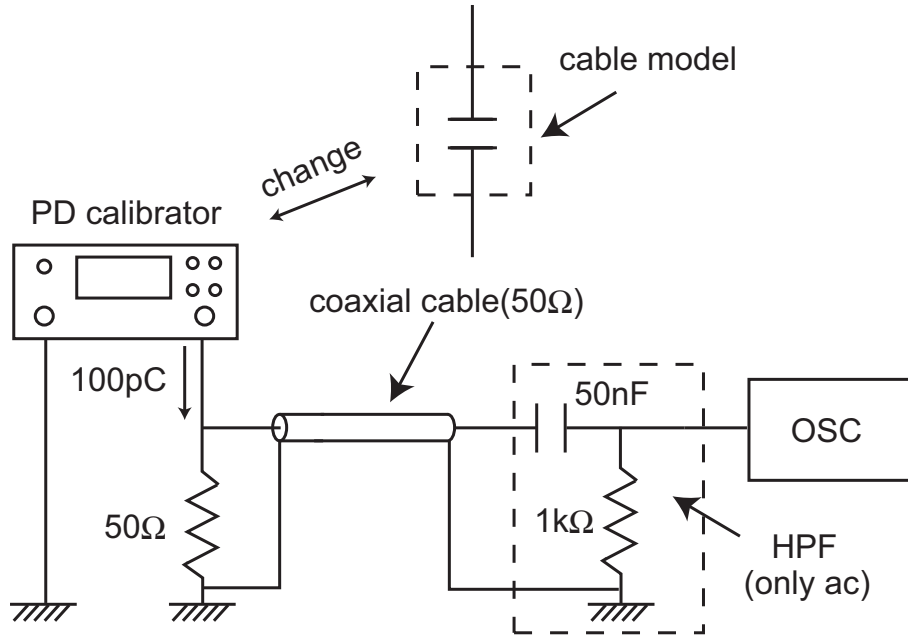 cable model
change
PD calibrator
coaxial cable(50Ω)
100pC
50nF
OSC
50Ω
1kΩ
HPF
(only ac)